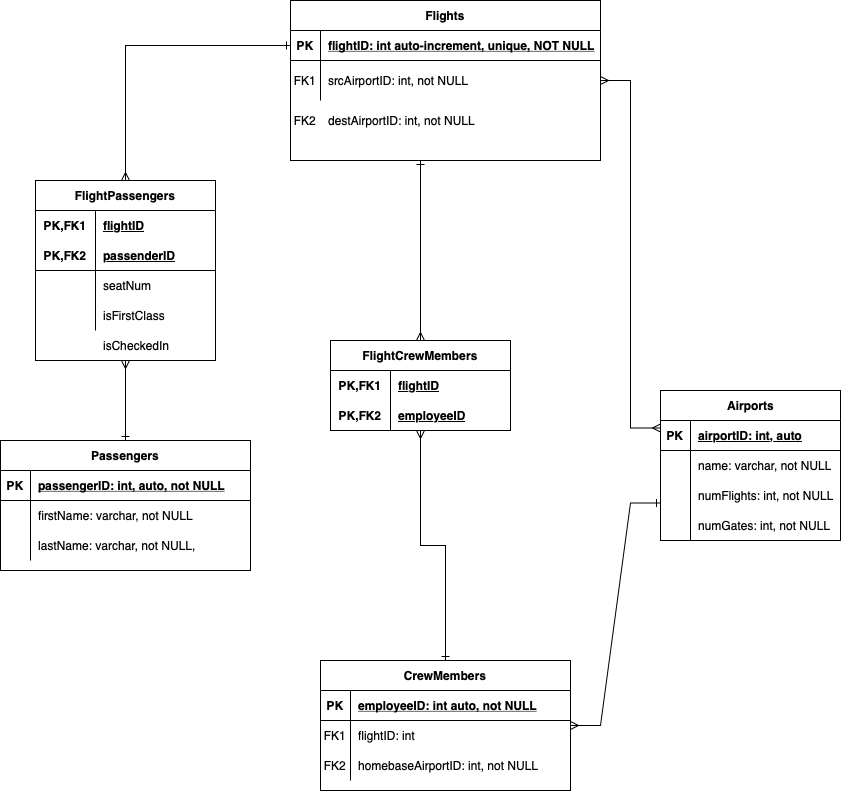 Flights
PK flightID: int auto-increment, unique, NOT NULL
FK1 srcAirportID: int, not NULL
FK2 destAirportID: int, not NULL
FlightPassengers
PK,FK1 flightID
PK,FK2 passenderID
seatNum
isFirstClass
isCheckedIn
FlightCrewMembers
PK,FK1 flightID
PK,FK2 employeeID
Airports
PK airportID: int, auto
name: varchar, not NULL
numFlights: int, not NULL
numGates: int, not NULL
Passengers
PK passengerID: int, auto, not NULL
firstName: varchar, not NULL
lastName: varchar, not NULL,
CrewMembers
PK employeeID: int auto, not NULL
FK1 flightID: int
FK2 homebaseAirportID: int, not NULL